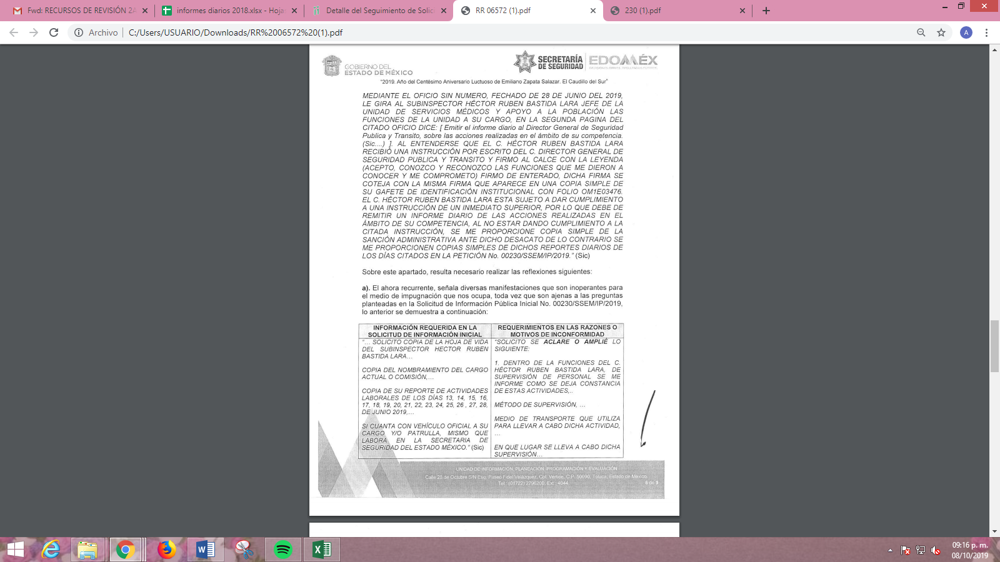 Fwd: RECURSOS DE REVISIÓN 2A
informes diarios 2018.xlsx - Hoja
Detalle del Seguimiento de Solic
RR 06572 (1).pdf
230 (1).pdf
Archivo
C:/Users/USUARIO/Downloads/RR%2006572%20(1).pdf
A
GOBIERNO DEL
ESTADO DE MÉXICO
SECRETARÍA
DE SEGURIDAD
EDOMÉX
"2019. Año del Centésimo Aniversario Luctuoso de Emiliano Zapata Salazar. El Caudillo del Sur"
MEDIANTE EL OFICIO SIN NUMERO, FECHADO DE 28 DE JUNIO DEL 2019,
LE GIRA AL SUBINSPECTOR HÉCTOR RUBEN BASTIDA LARA JEFE DE LA
UNIDAD DE SERVICIOS MÉDICOS Y APOYO A LA POBLACIÓN LAS
FUNCIONES DE LA UNIDAD A SU CARGO, EN LA SEGUNDA PAGINA DEL
CITADO OFICIO DICE: [ Emitir el informe diario al Director General de Seguridad
Publica y Transito, sobre las acciones realizadas en el ámbito de su competencia.
(Sic....) ]. AL ENTENDERSE QUE EL C. HÉCTOR RUBEN BASTIDA LARA
RECIBIÓ UNA INSTRUCCIÓN POR ESCRITO DEL C. DIRECTOR GENERAL DE
SEGURIDAD PUBLICA Y TRANSITO Y FIRMO AL CALCE CON LA LEYENDA
(ACEPTO, CONOZCO Y RECONOZCO LAS FUNCIONES QUE ME DIERON A
CONOCER Y ME COMPROMETO) FIRMO DE ENTERADO, DICHA FIRMA SE
COTEJA CON LA MISMA FIRMA QUE APARECE EN UNA COPIA SIMPLE DE
SU GAFETE DE IDENTIFICACIÓN INSTITUCIONAL CON FOLIO OM1E03476.
EL C. HÉCTOR RUBEN BASTIDA LARA ESTA SUJETO A DAR CUMPLIMIENTO
A UNA INSTRUCCIÓN DE UN INMEDIATO SUPERIOR, POR LO QUE DEBE DE
REMITIR UN INFORME DIARIO DE LAS ACCIONES REALIZADAS EN EL
ÁMBITO DE SU COMPETENCIA, AL NO ESTAR DANDO CUMPLIMIENTO A LA
CITADA INSTRUCCIÓN, SE ME PROPORCIONE COPIA SIMPLE DE LA
SANCIÓN ADMINISTRATIVA ANTE DICHO DESACATO DE LO CONTRARIO SE
ME PROPORCIONEN COPIAS SIMPLES DE DICHOS REPORTES DIARIOS DE
LOS DÍAS CITADOS EN LA PETICIÓN No. 00230/SSEM/IP/2019." (Sic)
Sobre este apartado, resulta necesario realizar las reflexiones siguientes:
a). El ahora recurrente, señala diversas manifestaciones que son inoperantes para
el medio de impugnación que nos ocupa, toda vez que son ajenas a las preguntas
planteadas en la Solicitud de Información Pública Inicial No. 00230/SSEM/IP/2019,
lo anterior se demuestra a continuación:
INFORMACIÓN REQUERIDA EN LA
SOLICITUD DE INFORMACIÓN INICIAL
"... SOLICITO COPIA DE LA HOJA DE VIDA
DEL SUBINSPECTOR HECTOR RUBEN
BASTIDA LARA...
COPIA DEL NOMBRAMIENTO DEL CARGO
ACTUAL O COMISIÓN,...
COPIA DE SU REPORTE DE ACTIVIDADES
LABORALES DE LOS DÍAS 13, 14, 15, 16,
17, 18, 19, 20, 21, 22, 23, 24, 25, 26 , 27, 28,
DE JUNIO 2019,...
SI CUANTA CON VEHÍCULO OFICIAL A SU
CARGO Y/O PATRULLA, MISMO QUE
LABORA EN LA SECRETARIA DE
SEGURIDAD DEL ESTADO MÉXICO." (Sic)
REQUERIMIENTOS EN LAS RAZONES O
MOTIVOS DE INCONFORMIDAD
"SOLICITO SE ACLARE O AMPLIÉ LO
SIGUIENTE:
1. DENTRO DE LA FUNCIONES DEL C.
HÉCTOR RUBEN BASTIDA LARA, DE
SUPERVISIÓN DE PERSONAL SE ME
INFORME COMO SE DEJA CONSTANCIA
DE ESTAS ACTIVIDADES,..
MÉTODO DE SUPERVISIÓN, ...
MEDIO DE TRANSPORTE QUE UTILIZA
PARA LLEVAR A CABO DICHA ACTIVIDAD,
...
EN QUE LUGAR SE LLEVA A CABO DICHA
SUPERVISIÓN...
UNIDAD DE INFORMACIÓN, PLANEACIÓN, PROGRAMACIÓN Y EVALUACIÓN
Calle 28 de Octubre S/N Esq. Paseo Fidel Velázquez, Col. Vértice, C.P. 50090, Toluca, Estado de México.
Tel.: (01722) 2796200, Ext.: 4044.
6 de 9
09:16 p. m.
08/10/2019